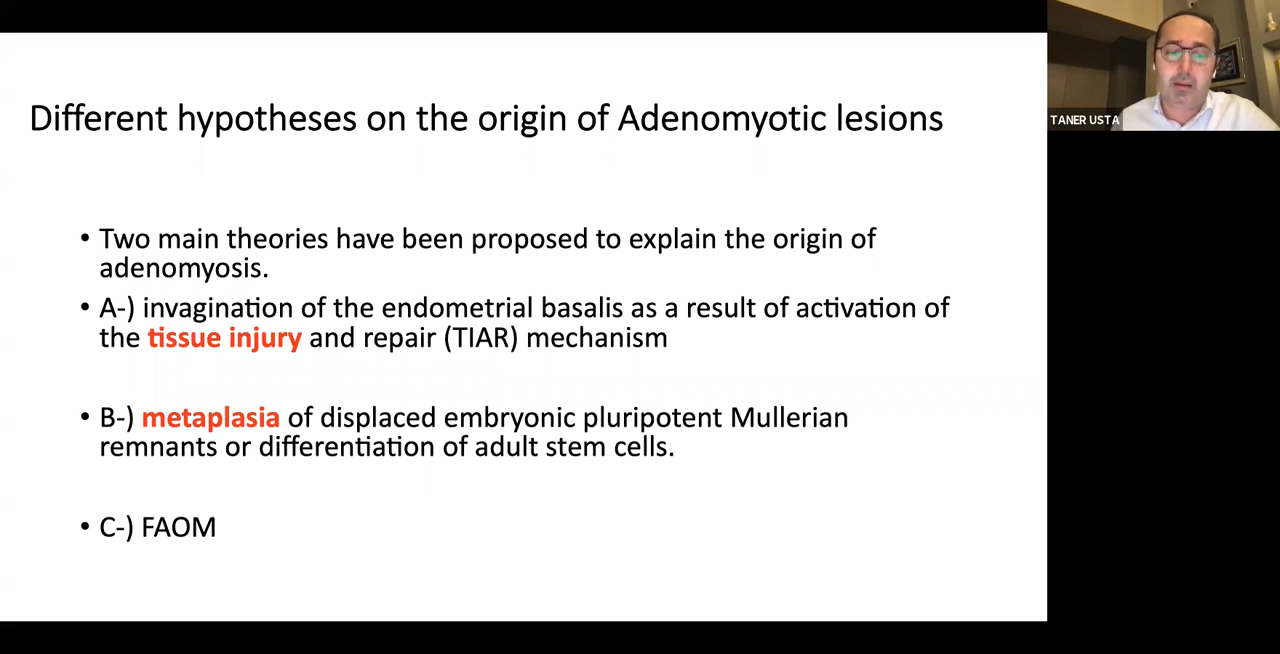 Different hypotheses on the origin of Adenomyotic lesions
• Two main theories have been proposed to explain the origin of
adenomyosis.
• A-) invagination of the endometrial basalis as a result of activation of
the tissue injury and repair (TIAR) mechanism
• B-) metaplasia of displaced embryonic pluripotent Mullerian
remnants or differentiation of adult stem cells.
• C-) FAOM
TANER USTA